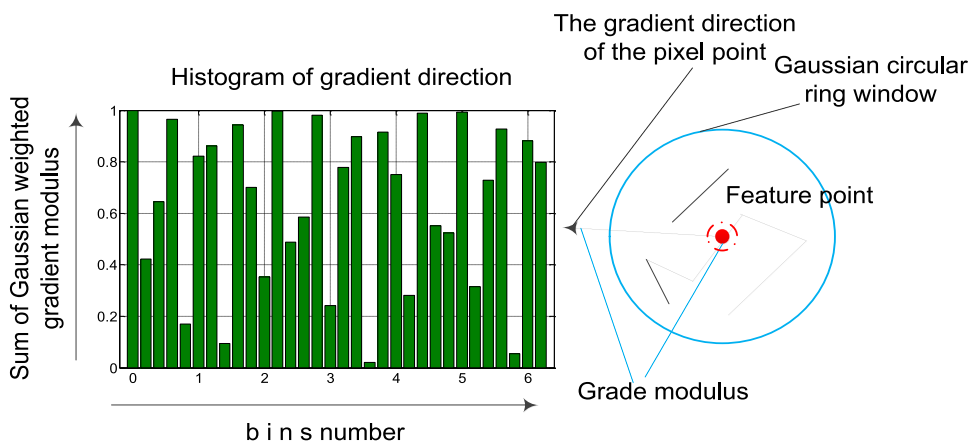 The gradient direction
of the pixel point
Gaussian circular
ring window
Histogram of gradient direction
Sum of Gaussian weighted
gradient modulus
1
0.8
0.6
0.4
0.2
0
0 1 2 3 4 5 6
b i n s number
Feature point
Grade modulus